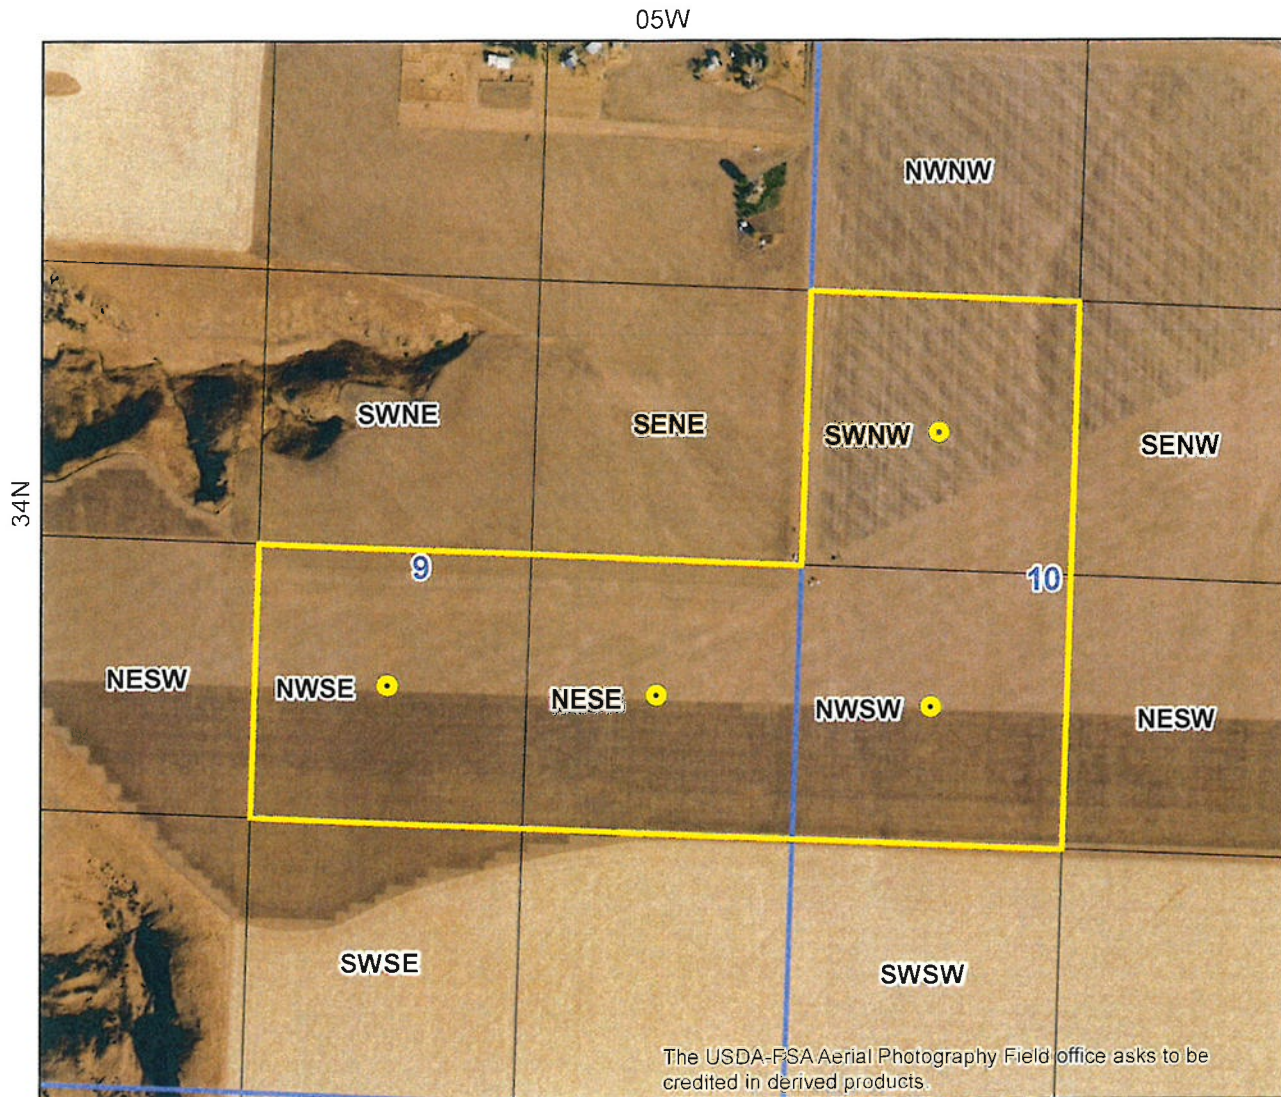 05W
34N
NWNW
SWNE
SENE
SWNW
SENW
9
10
NESW
NWSE
NESE
NWSW
NESW
SWSE
SWSW
The USDA-FSA Aerial Photography Field office asks to be
credited in derived products.